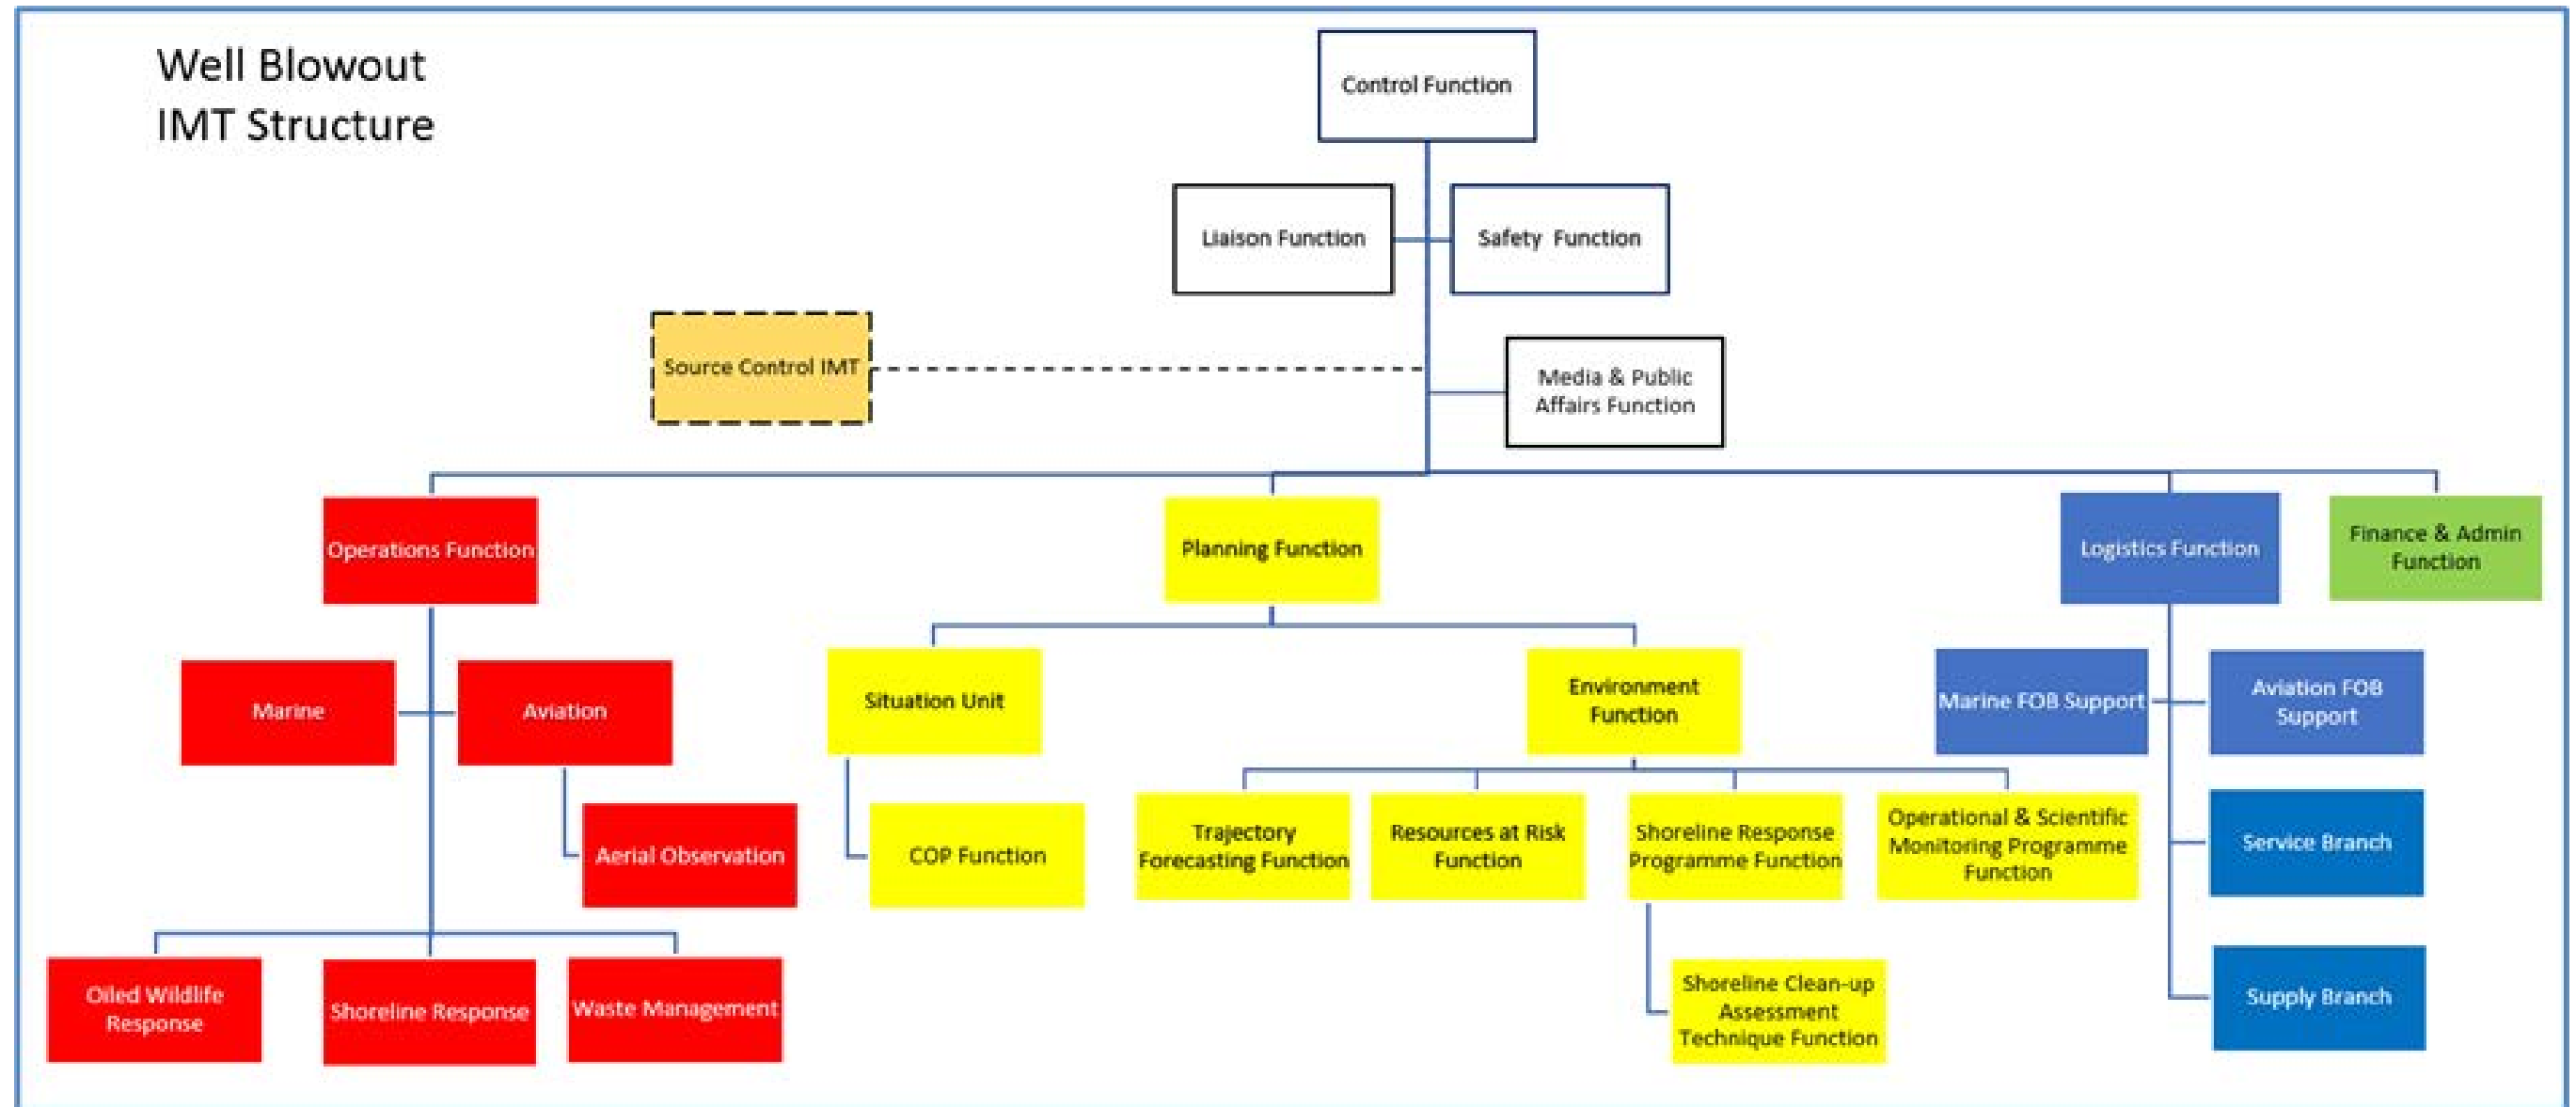 Well Blowout
IMT Structure
Control Function
Liaison Function
Safety Function
Source Control IMT
Media & Public
Affairs Function
Operations Function
Planning Function
Logistics Function
Finance & Admin
Function
Marine
Aviation
Situation Unit
Environment
Function
Marine FOB Support
Aviation FOB
Support
Aerial Observation
COP Function
Trajectory
Forecasting Function
Resources at Risk
Function
Shoreline Response
Programme Function
Operational & Scientific
Monitoring Programme
Function
Service Branch
Oiled Wildlife
Response
Shoreline Response
Waste Management
Shoreline Clean-up
Assessment
Technique Function
Supply Branch